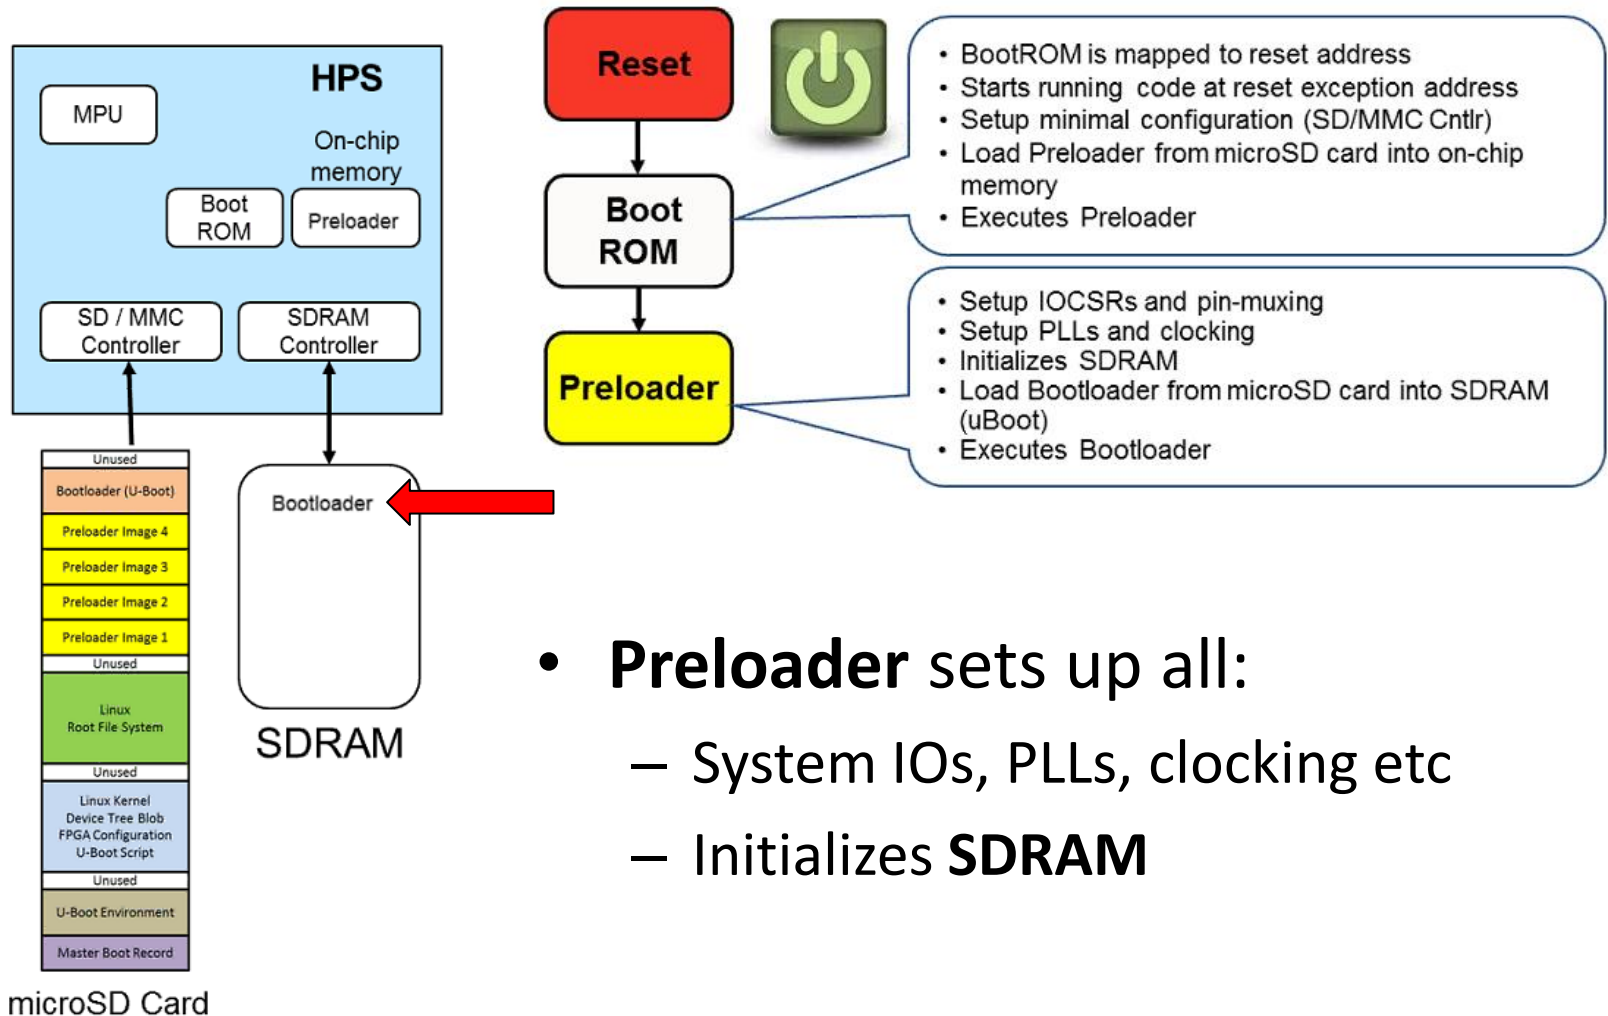 HPS
MPU
On-chip
memory
Boot
ROM
Preloader
SD / MMC
Controller
SDRAM
Controller
Unused
Bootloader (U-Boot)
Preloader Image 4
Preloader Image 3
Preloader Image 2
Preloader Image 1
Unused
Linux
Root File System
Unused
Linux Kernel
Device Tree Blob
FPGA Configuration
U-Boot Script
Unused
U-Boot Environment
Master Boot Record
microSD Card
Bootloader
SDRAM
Reset
Boot
ROM
Preloader
• BootROM is mapped to reset address
• Starts running code at reset exception address
• Setup minimal configuration (SD/MMC Cntlr)
• Load Preloader from microSD card into on-chip
memory
• Executes Preloader
• Setup IOCSRs and pin-muxing
• Setup PLLs and clocking
• Initializes SDRAM
• Load Bootloader from microSD card into SDRAM
(uBoot)
• Executes Bootloader
• Preloader sets up all:
– System IOs, PLLs, clocking etc
– Initializes SDRAM